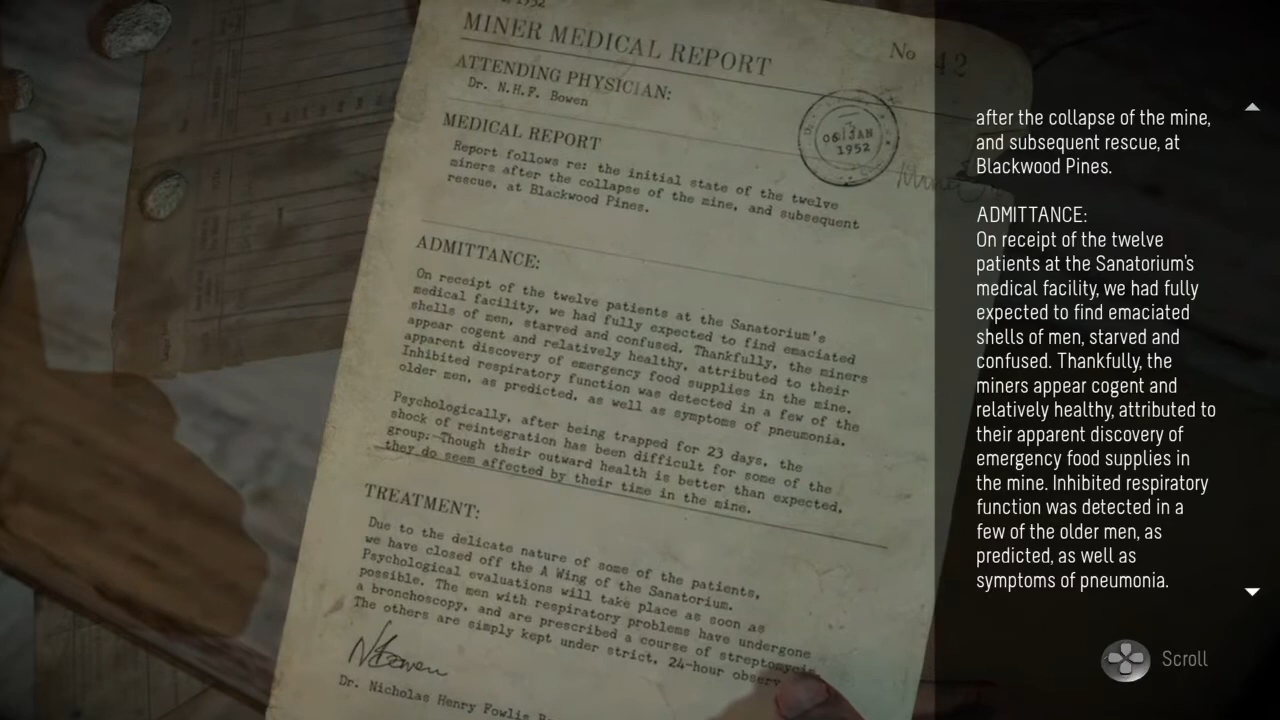 1952
MINER MEDICAL REPORT
No 42
ATTENDING PHYSICIAN:
Dr. N.H.F. Bowen
06 JAN
1952
MEDICAL REPORT
Report follows re: the initial state of the twelve
miners after the collapse of the mine, and subsequent
rescue, at Blackwood Pines.
ADMITTANCE:
On receipt of the twelve patients at the Sanatorium's
medical facility, we had fully expected to find emaciated
shells of men, starved and confused. Thankfully, the miners
appear cogent and relatively healthy, attributed to their
apparent discovery of emergency food supplies in the mine.
Inhibited respiratory function was detected in a few of the
older men, as predicted, as well as symptoms of pneumonia.
Psychologically, after being trapped for 23 days, the
shock of reintegration has been difficult for some of the
group. Though their outward health is better than expected,
they do seem affected by their time in the mine.
TREATMENT:
Due to the delicate nature of some of the patients,
we have closed off the A Wing of the Sanatorium.
Psychological evaluations will take place as soon as
possible. The men with respiratory problems have undergone
a bronchoscopy, and are prescribed a course of streptomycin.
The others are simply kept under strict, 24-hour observ
NBowen
Dr. Nicholas Henry Fowlis
after the collapse of the mine,
and subsequent rescue, at
Blackwood Pines.
ADMITTANCE:
On receipt of the twelve
patients at the Sanatorium's
medical facility, we had fully
expected to find emaciated
shells of men, starved and
confused. Thankfully, the
miners appear cogent and
relatively healthy, attributed to
their apparent discovery of
emergency food supplies in
the mine. Inhibited respiratory
function was detected in a
few of the older men, as
predicted, as well as
symptoms of pneumonia.
Scroll